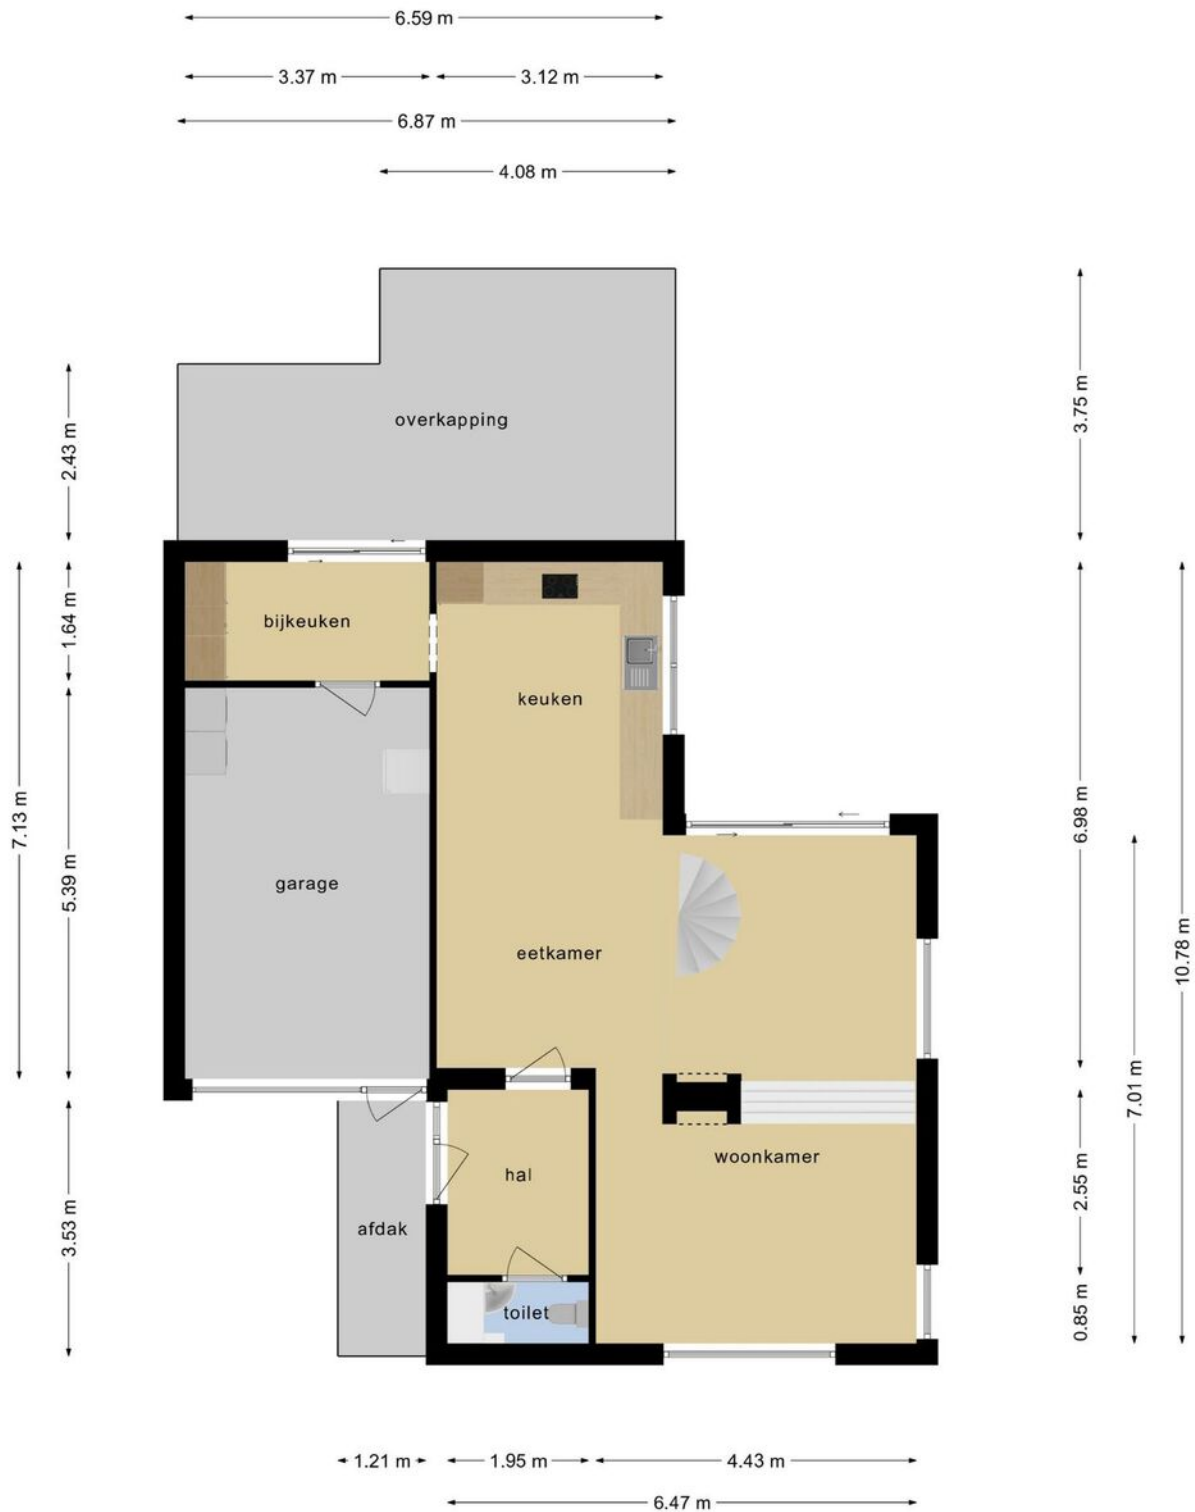 6.59 m
3.37 m
3.12 m
6.87 m
4.08 m
3.75 m
2.43 m
overkapping
1.64 m
bijkeuken
keuken
7.13 m
6.98 m
5.39 m
garage
eetkamer
10.78 m
7.01 m
woonkamer
hal
2.55 m
afdak
3.53 m
toilet
0.85 m
1.21 m
1.95 m
4.43 m
6.47 m